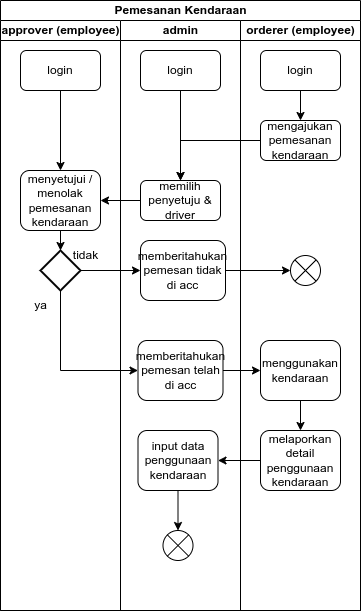 Pemesanan Kendaraan
approver (employee)
admin
orderer (employee)
login
login
login
mengajukan
pemesanan
kendaraan
menyetujui /
menolak
pemesanan
kendaraan
memilih
penyetuju &
driver
tidak
memberitahukan
pemesan tidak
di acc
ya
memberitahukan
pemesan telah
di acc
menggunakan
kendaraan
input data
penggunaan
kendaraan
melaporkan
detail
penggunaan
kendaraan